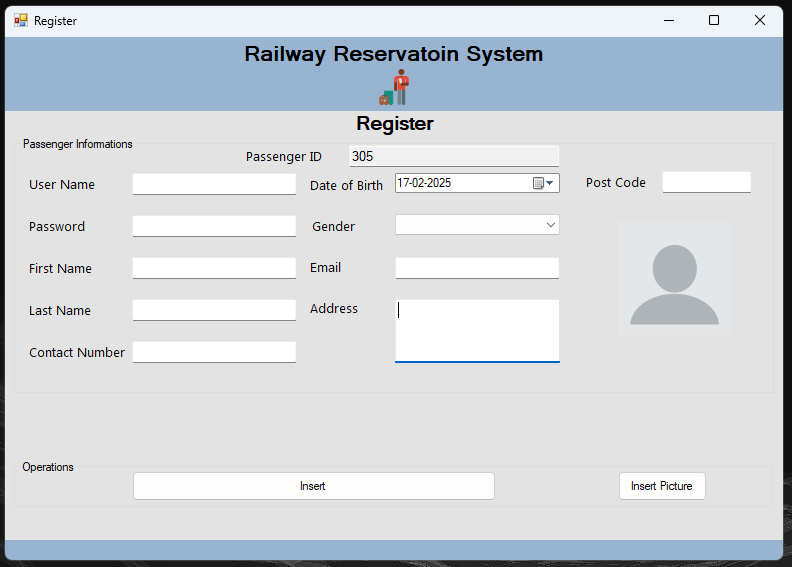 Register
Railway Reservatoin System
Register
Passenger Informations
Passenger ID 305
User Name
Date of Birth 17-02-2025
Post Code
Password
Gender
First Name
Email
Last Name
Address
Contact Number
Operations
Insert
Insert Picture